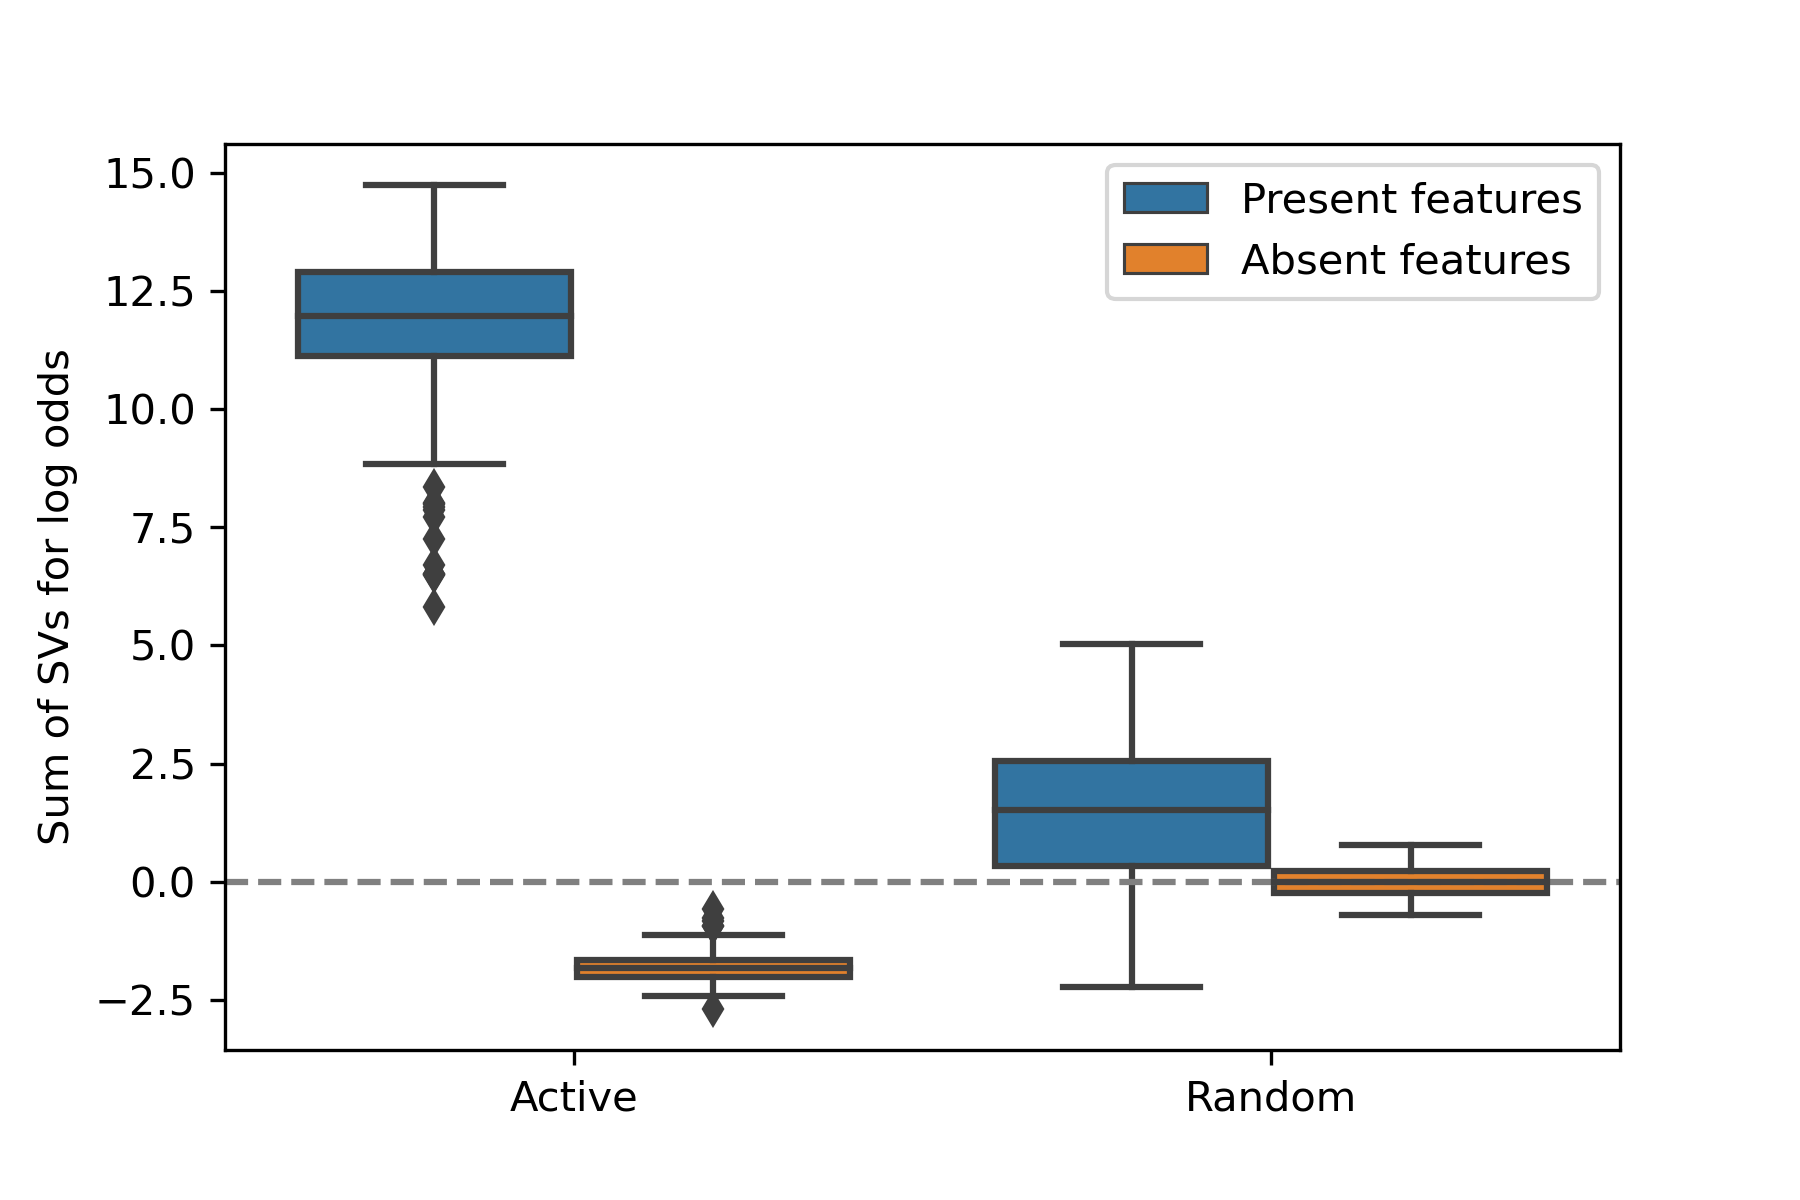 15.0
12.5
10.0
7.5
5.0
2.5
0.0
−2.5
Sum of SVs for log odds
Present features
Absent features
Active
Random